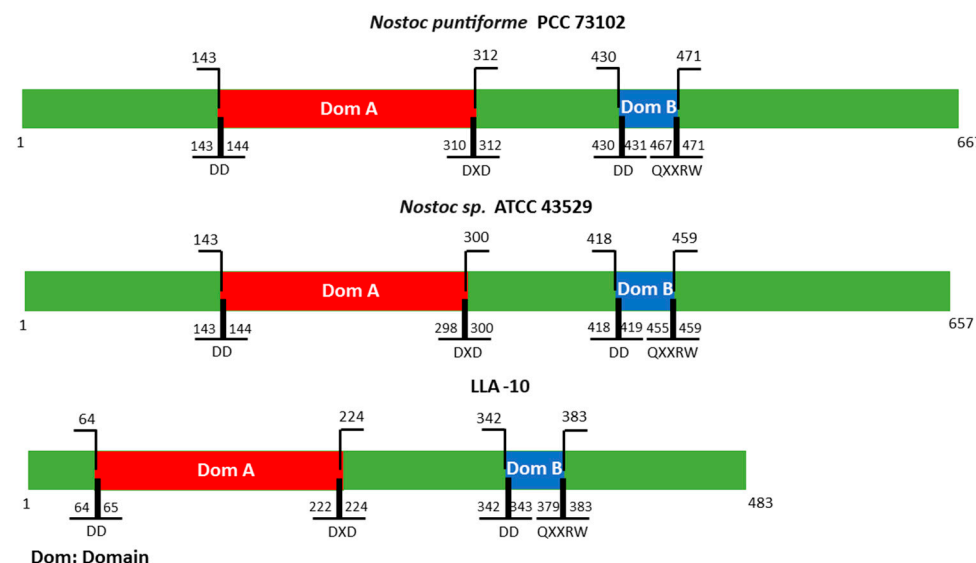 Nostoc puntiforme PCC 73102
143 312 430 471
Dom A Dom B
1 143 144 310 312 430 431 467 471 667
DD DXD DD QXXRW
Nostoc sp. ATCC 43529
143 300 418 459
Dom A Dom B
1 143 144 298 300 418 419 455 459 657
DD DXD DD QXXRW
LLA -10
64 224 342 383
Dom A Dom B
1 64 65 222 224 342 343 379 383 483
DD DXD DD QXXRW
Dom: Domain